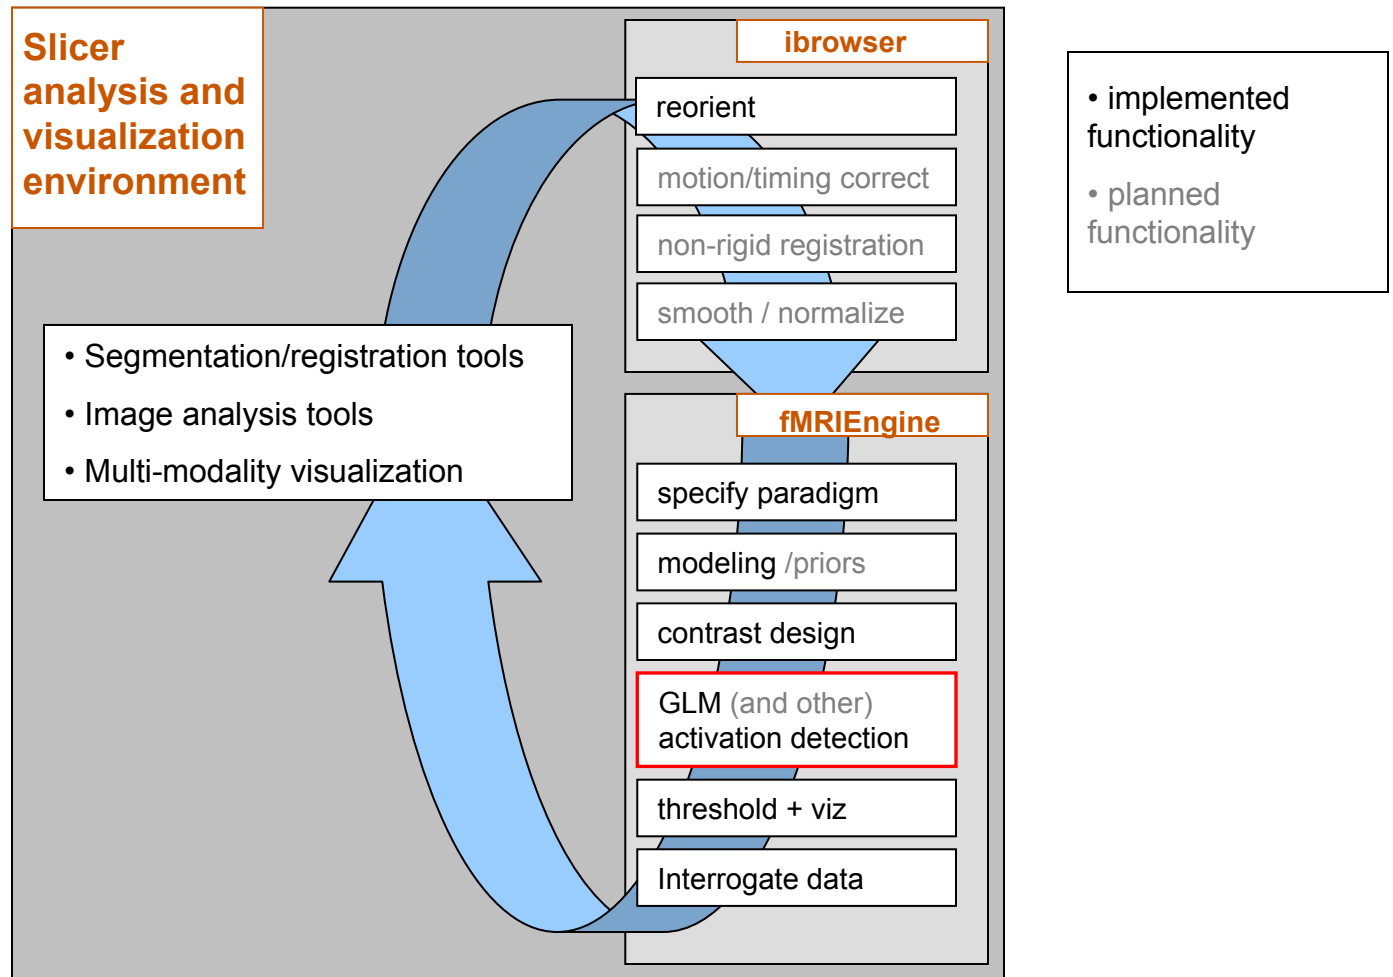 Slicer
analysis and
visualization
environment
ibrowser
reorient
motion/timing correct
non-rigid registration
smooth / normalize
• Segmentation/registration tools
• Image analysis tools
• Multi-modality visualization
fMRIEngine
specify paradigm
modeling /priors
contrast design
GLM (and other)
activation detection
threshold + viz
Interrogate data
• implemented
functionality
• planned
functionality